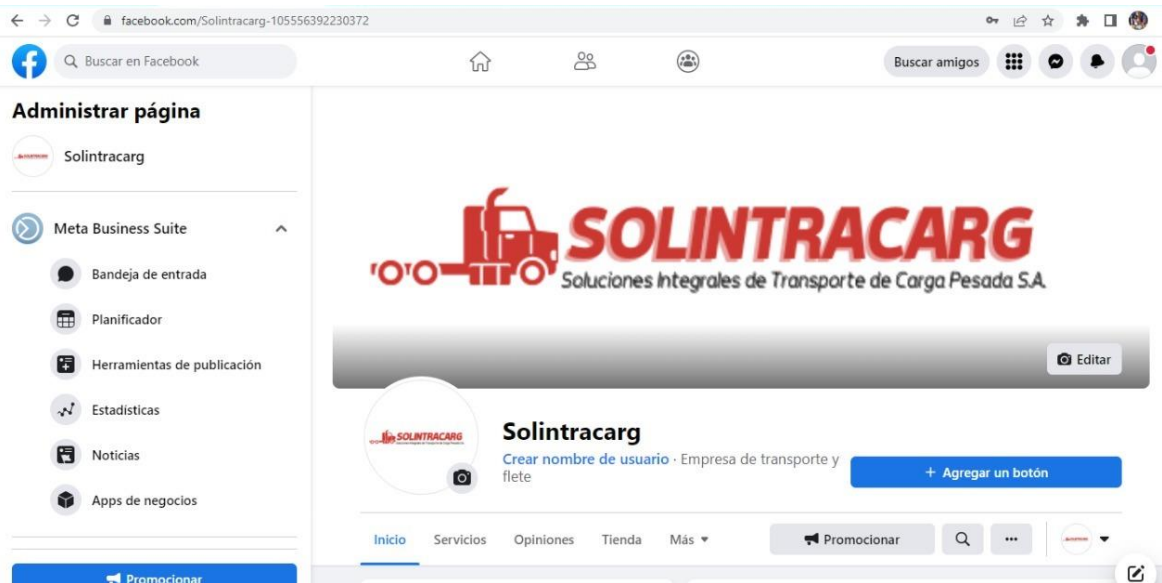 facebook.com/Solintracarg-105556392230372
Buscar en Facebook
Buscar amigos
Administrar página
Solintracarg
Meta Business Suite
Bandeja de entrada
Planificador
Herramientas de publicación
Estadísticas
Noticias
Apps de negocios
Promocionar
SOLINTRACARG
Soluciones Integrales de Transporte de Carga Pesada S.A.
Editar
SOLINTRACARG
Solintracarg
Crear nombre de usuario · Empresa de transporte y
flete
+ Agregar un botón
Inicio Servicios Opiniones Tienda Más
Promocionar